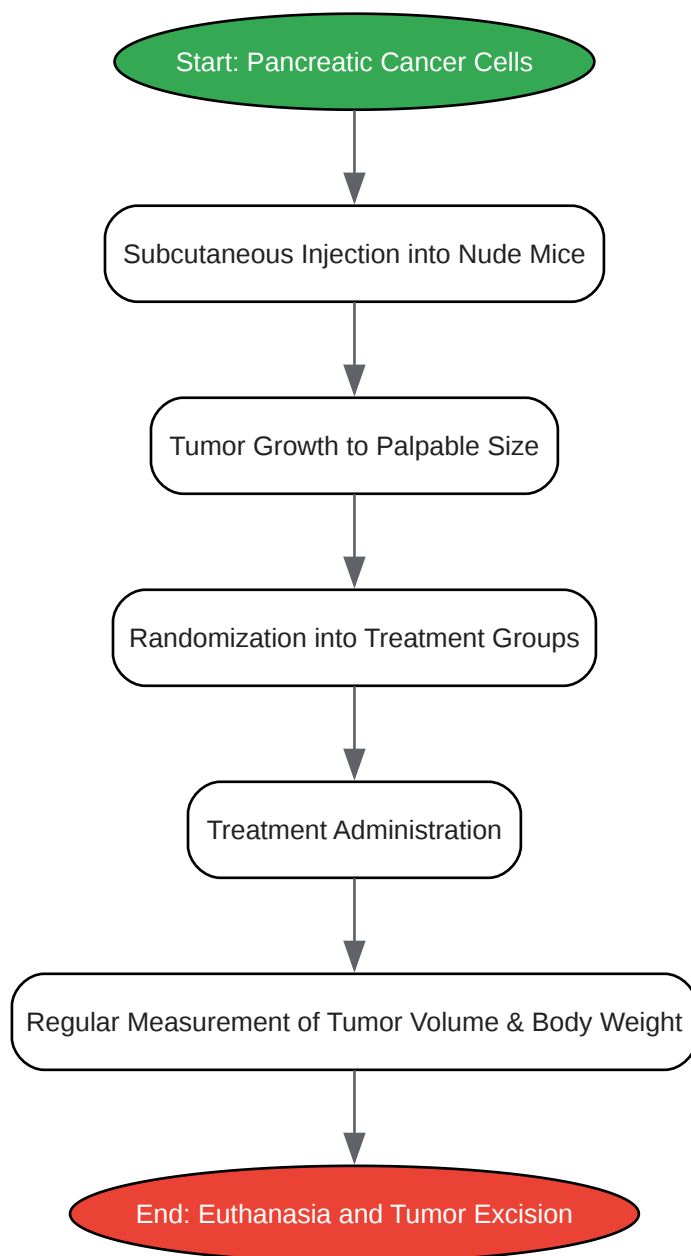 Start: Pancreatic Cancer Cells
Subcutaneous Injection into Nude Mice
Tumor Growth to Palpable Size
Randomization into Treatment Groups
Treatment Administration
Regular Measurement of Tumor Volume & Body Weight
End: Euthanasia and Tumor Excision